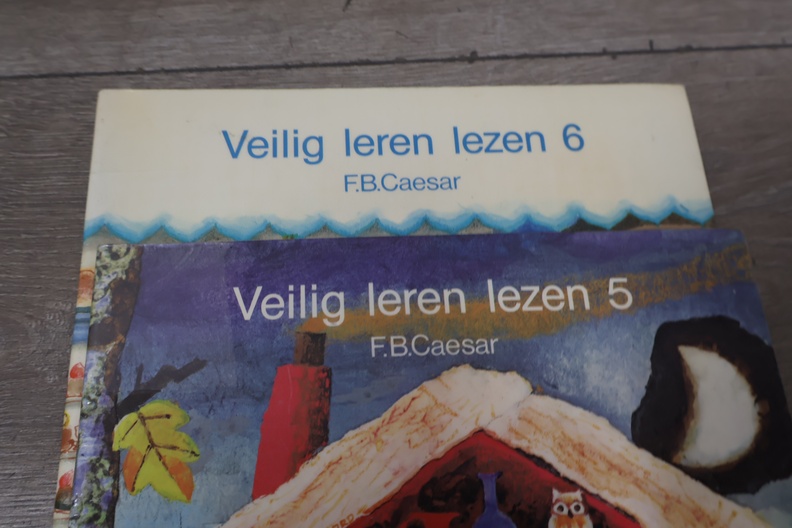 Veilig leren lezen 6
F.B.Caesar
Veilig leren lezen 5
F.B.Caesar